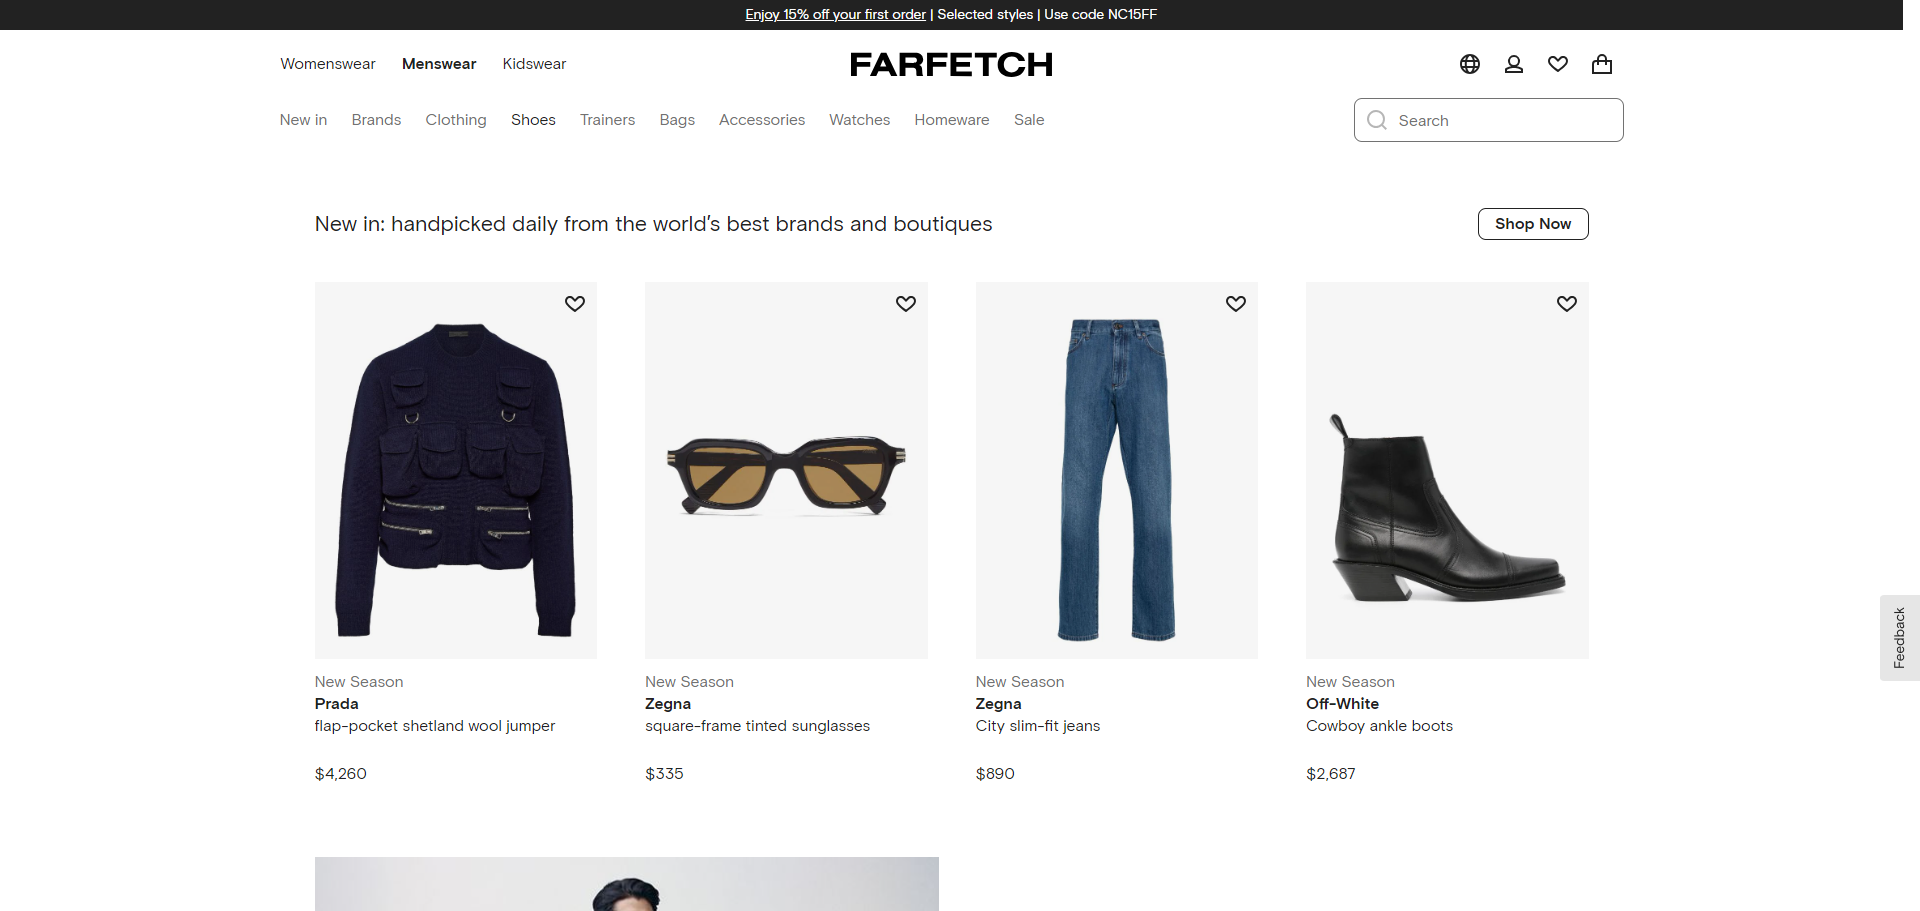 Enjoy 15% off your first order | Selected styles | Use code NC15FF
Womenswear Menswear Kidswear
FARFETCH
New in Brands Clothing Shoes Trainers Bags Accessories Watches Homeware Sale
Search
New in: handpicked daily from the world's best brands and boutiques
Shop Now
New Season
Prada
flap-pocket shetland wool jumper
$4,260
New Season
Zegna
square-frame tinted sunglasses
$335
New Season
Zegna
City slim-fit jeans
$890
New Season
Off-White
Cowboy ankle boots
$2,687
Feedback